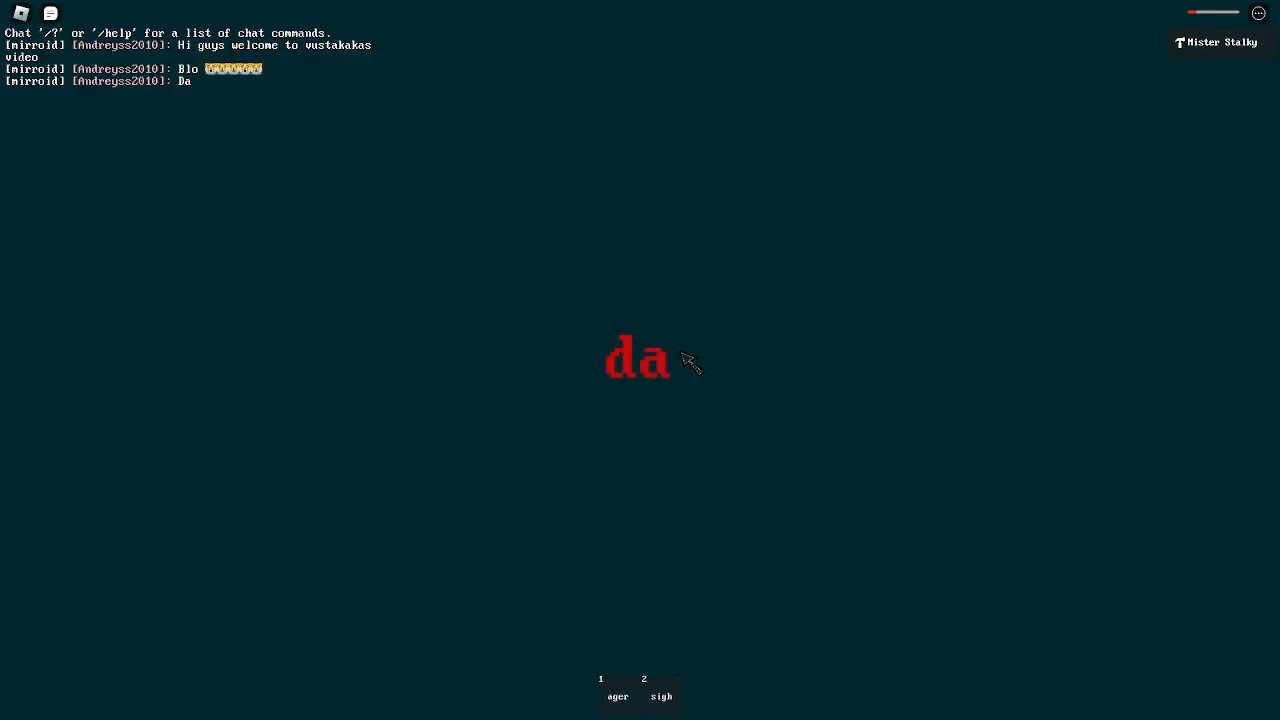 Chat '/?' or '/help' for a list of chat commands.
[mirroid] [Andreyss2010]: Hi guys welcome to vustakakas
video
[mirroid] [Andreyss2010]: Blo 😭😭😭😭😭😭
[mirroid] [Andreyss2010]: Da
Mister Stalky
da
1 2
ager sigh